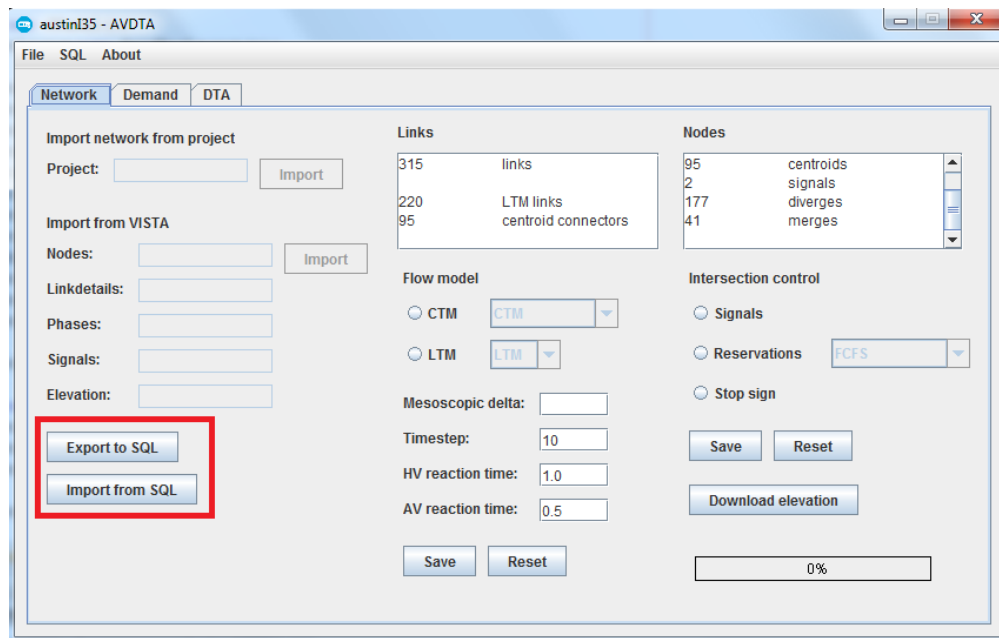 austinI35 - AVDTA
File SQL About
Network Demand DTA
Import network from project
Project: Import
Import from VISTA
Nodes: Import
Linkdetails:
Phases:
Signals:
Elevation:
Export to SQL
Import from SQL
Links
315 links
220 LTM links
95 centroid connectors
Flow model
CTM CTM
LTM LTM
Mesoscopic delta:
Timestep: 10
HV reaction time: 1.0
AV reaction time: 0.5
Save Reset
Nodes
95 centroids
2 signals
177 diverges
41 merges
Intersection control
Signals
Reservations FCFS
Stop sign
Save Reset
Download elevation
0%